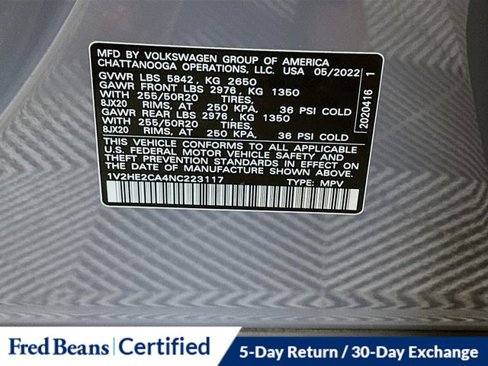 MFD BY VOLKSWAGEN GROUP OF AMERICA
CHATTANOOGA OPERATIONS, LLC. USA 05/2022
GVWR LBS 5842, KG 2650
GAWR FRONT LBS 2976, KG 1350
WITH 255/50R20 TIRES,
8JX20 RIMS, AT 250 KPA, 36 PSI COLD
GAWR REAR LBS 2976, KG 1350
WITH 255/50R20 TIRES,
8JX20 RIMS, AT 250 KPA, 36 PSI COLD
THIS VEHICLE CONFORMS TO ALL APPLICABLE
U.S. FEDERAL MOTOR VEHICLE SAFETY AND
THEFT PREVENTION STANDARDS IN EFFECT ON
THE DATE OF MANUFACTURE SHOWN ABOVE.
1V2HE2CA4NC223117 TYPE: MPV
2020416 1
Fred Beans Certified
5-Day Return / 30-Day Exchange